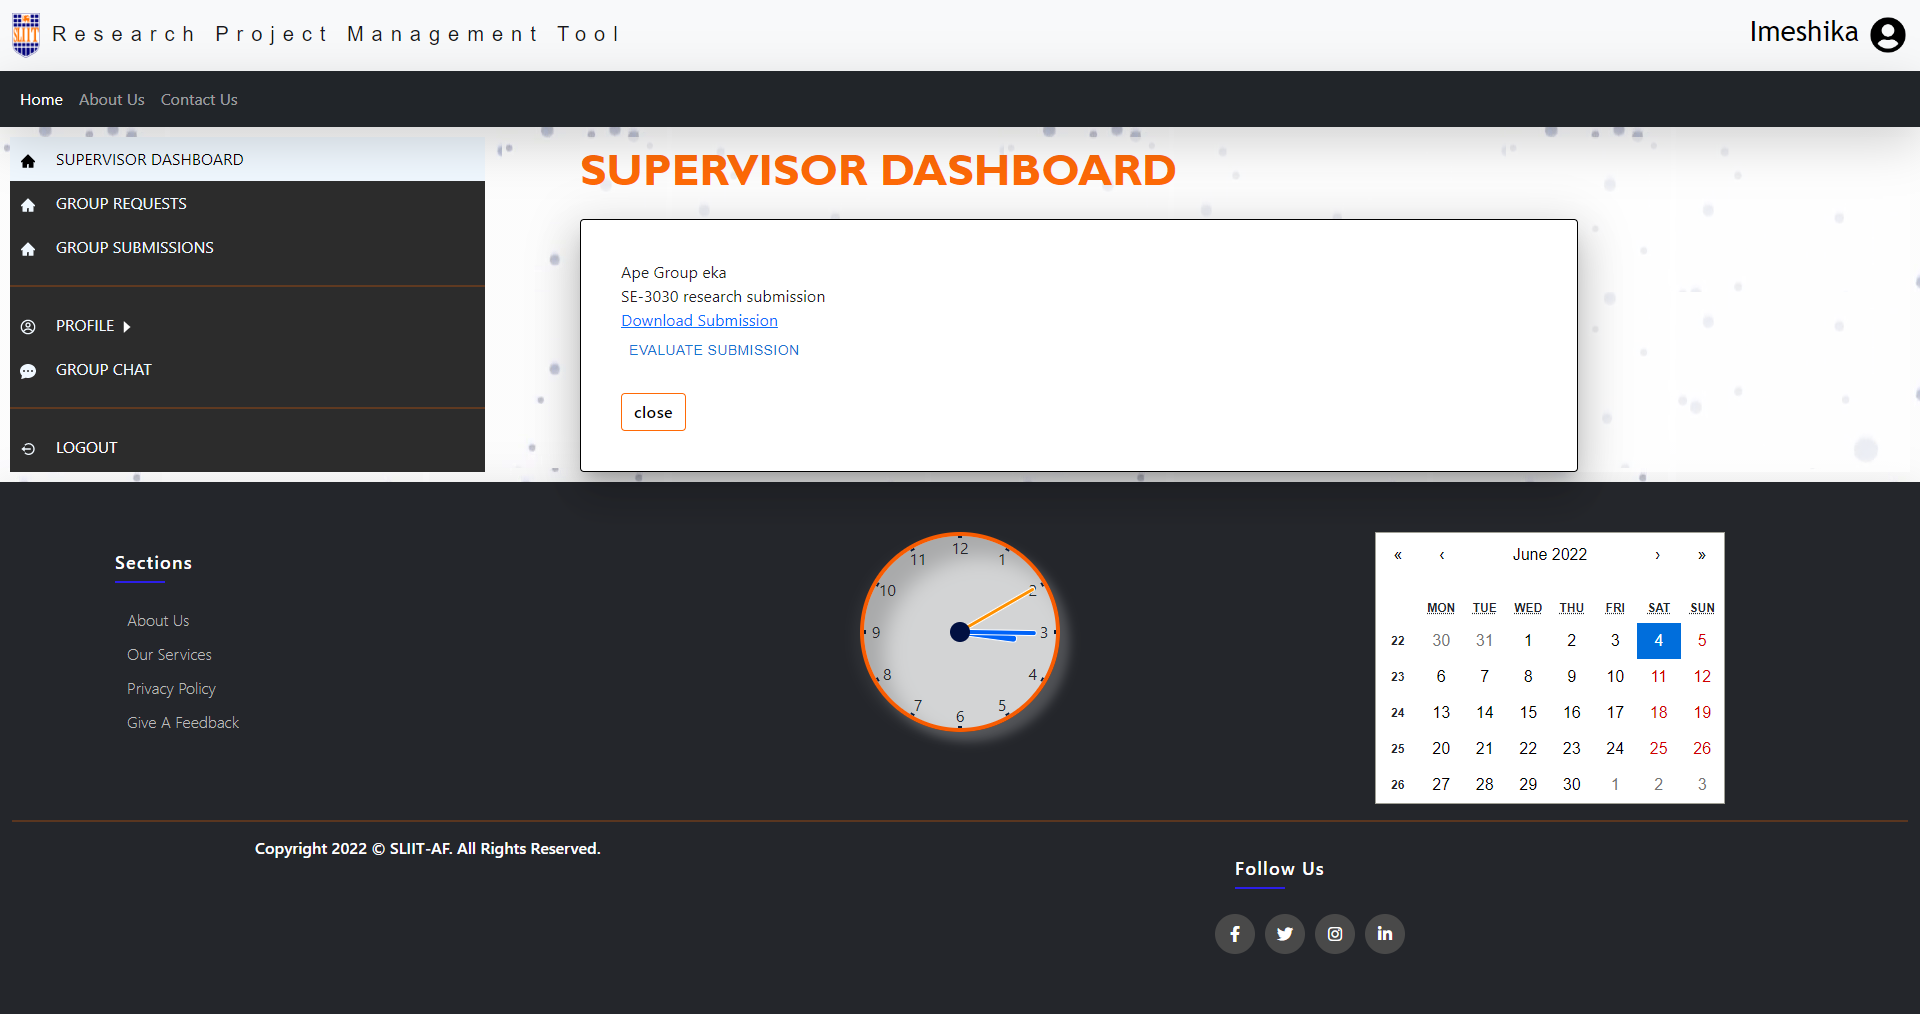 SLIIT
Research Project Management Tool
Imeshika
Home About Us Contact Us
SUPERVISOR DASHBOARD
GROUP REQUESTS
GROUP SUBMISSIONS
PROFILE
GROUP CHAT
LOGOUT
SUPERVISOR DASHBOARD
Ape Group eka
SE-3030 research submission
Download Submission
EVALUATE SUBMISSION
close
Sections
About Us
Our Services
Privacy Policy
Give A Feedback
12
1
2
3
4
5
6
7
8
9
10
11
« ‹ June 2022 › »
MON TUE WED THU FRI SAT SUN
22 30 31 1 2 3 4 5
23 6 7 8 9 10 11 12
24 13 14 15 16 17 18 19
25 20 21 22 23 24 25 26
26 27 28 29 30 1 2 3
Copyright 2022 © SLIIT-AF. All Rights Reserved.
Follow Us